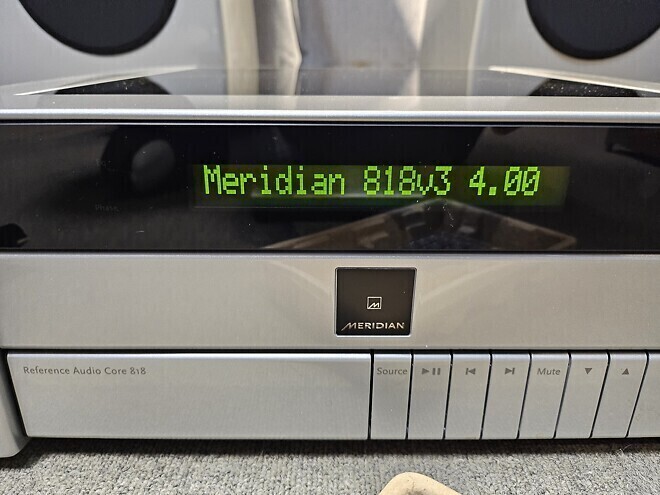 Meridian 818v3 4.00
MERIDIAN
Reference Audio Core 818
Source
Mute